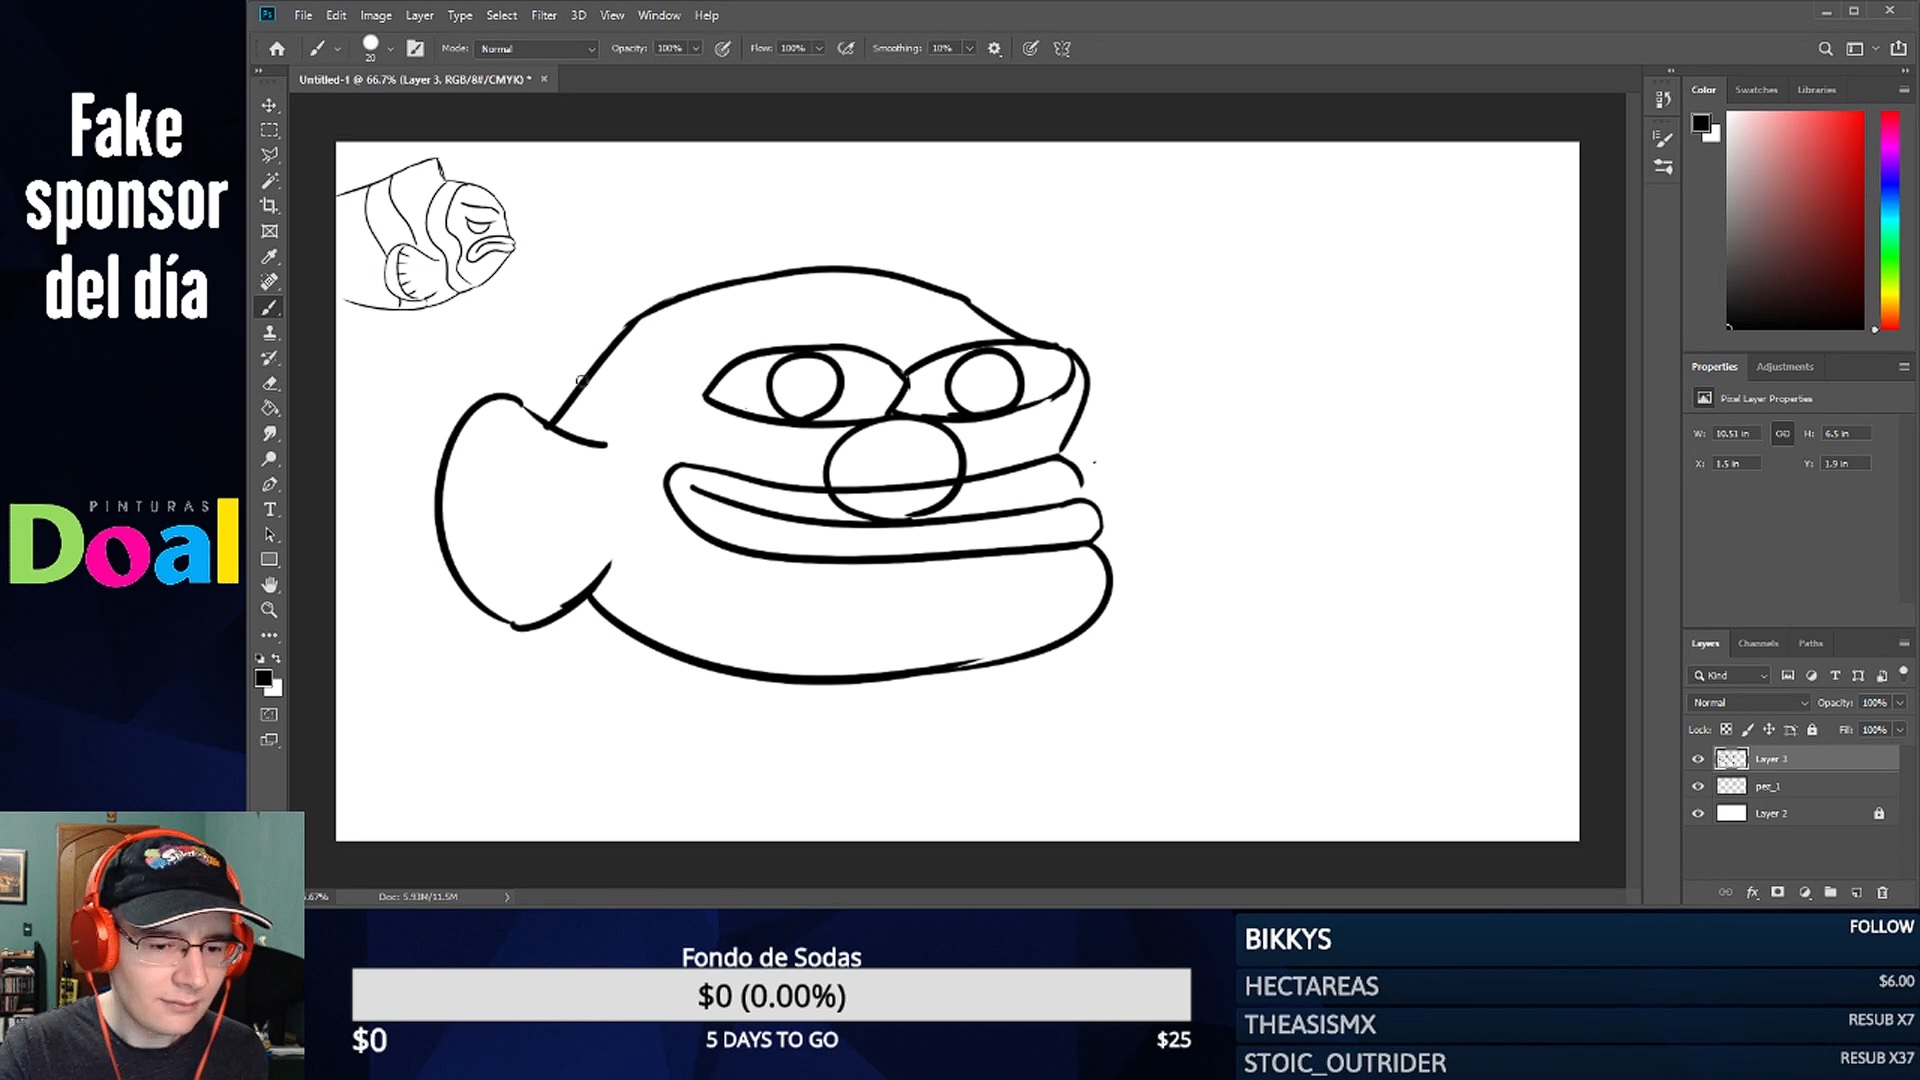 Fake
sponsor
del día
PINTURAS
Doal
Ps File Edit Image Layer Type Select Filter 3D View Window Help
20 Mode: Normal Opacity: 100% Flow: 100% Smoothing: 10%
Untitled-1 @ 66.7% (Layer 3, RGB/8#/CMYK) *
Color Swatches Libraries
Properties Adjustments
Pixel Layer Properties
W: 10.51 in H: 6.5 in
X: 1.5 in Y: 1.9 in
Layers Channels Paths
Kind
Normal Opacity: 100%
Lock: Fill: 100%
Layer 3
pez_1
Layer 2
Doc: 5.93M/11.5M
Fondo de Sodas
$0 (0.00%)
$0 5 DAYS TO GO $25
BIKKYS FOLLOW
HECTAREAS $6.00
THEASISMX RESUB X7
STOIC_OUTRIDER RESUB X37